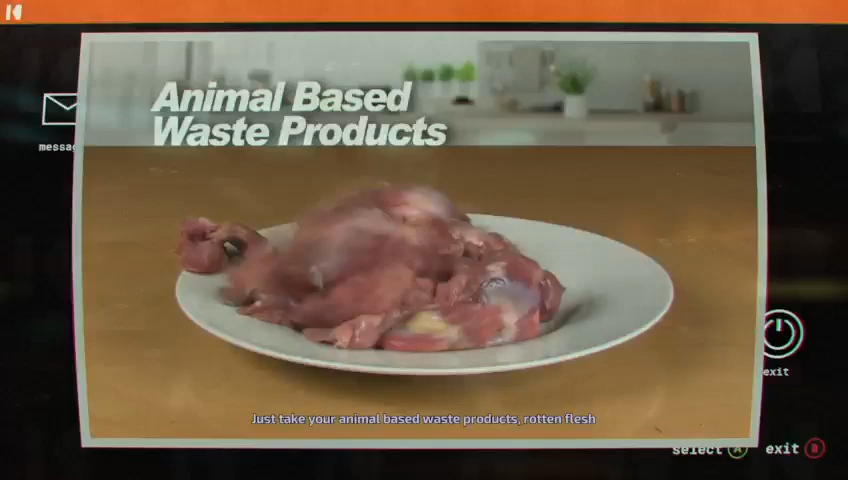 Animal Based
Waste Products
exit
Just take your animal based waste products, rotten flesh
select A exit B